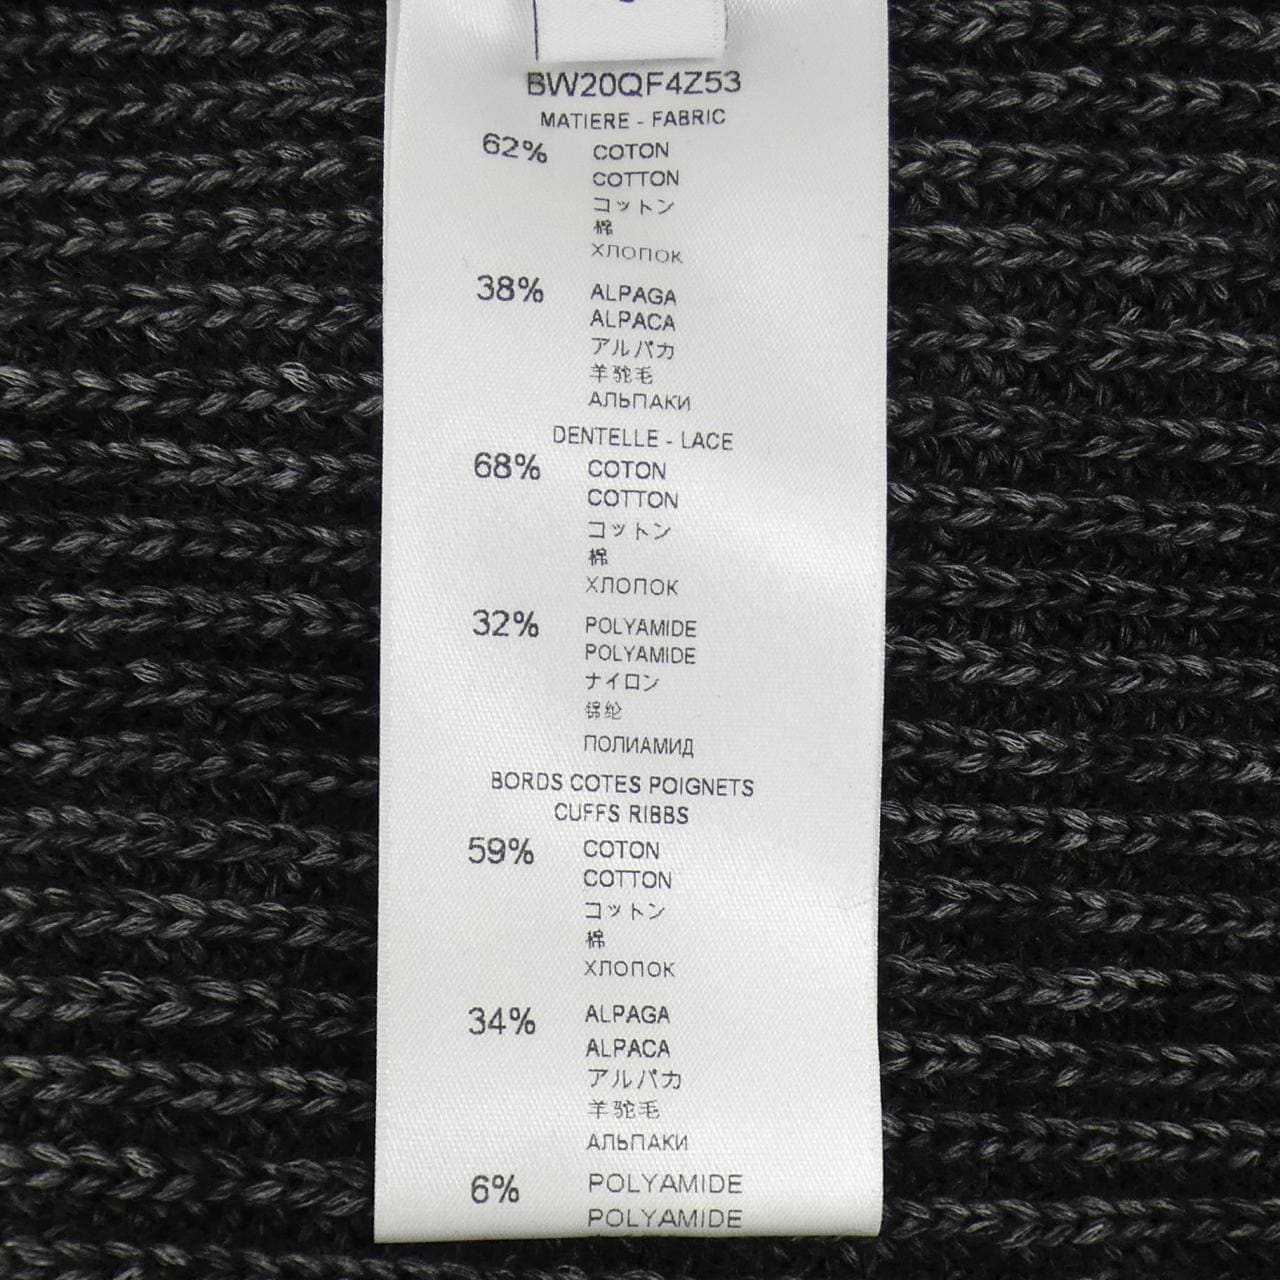 BW20QF4Z53
MATIERE - FABRIC
62% COTON
COTTON
コットン
棉
ХЛОПОК
38% ALPAGA
ALPACA
アルパカ
羊驼毛
АЛЬПАКИ
DENTELLE - LACE
68% COTON
COTTON
コットン
棉
ХЛОПОК
32% POLYAMIDE
POLYAMIDE
ナイロン
锦纶
ПОЛИАМИД
BORDS COTES POIGNETS
CUFFS RIBBS
59% COTON
COTTON
コットン
棉
ХЛОПОК
34% ALPAGA
ALPACA
アルパカ
羊驼毛
АЛЬПАКИ
6% POLYAMIDE
POLYAMIDE